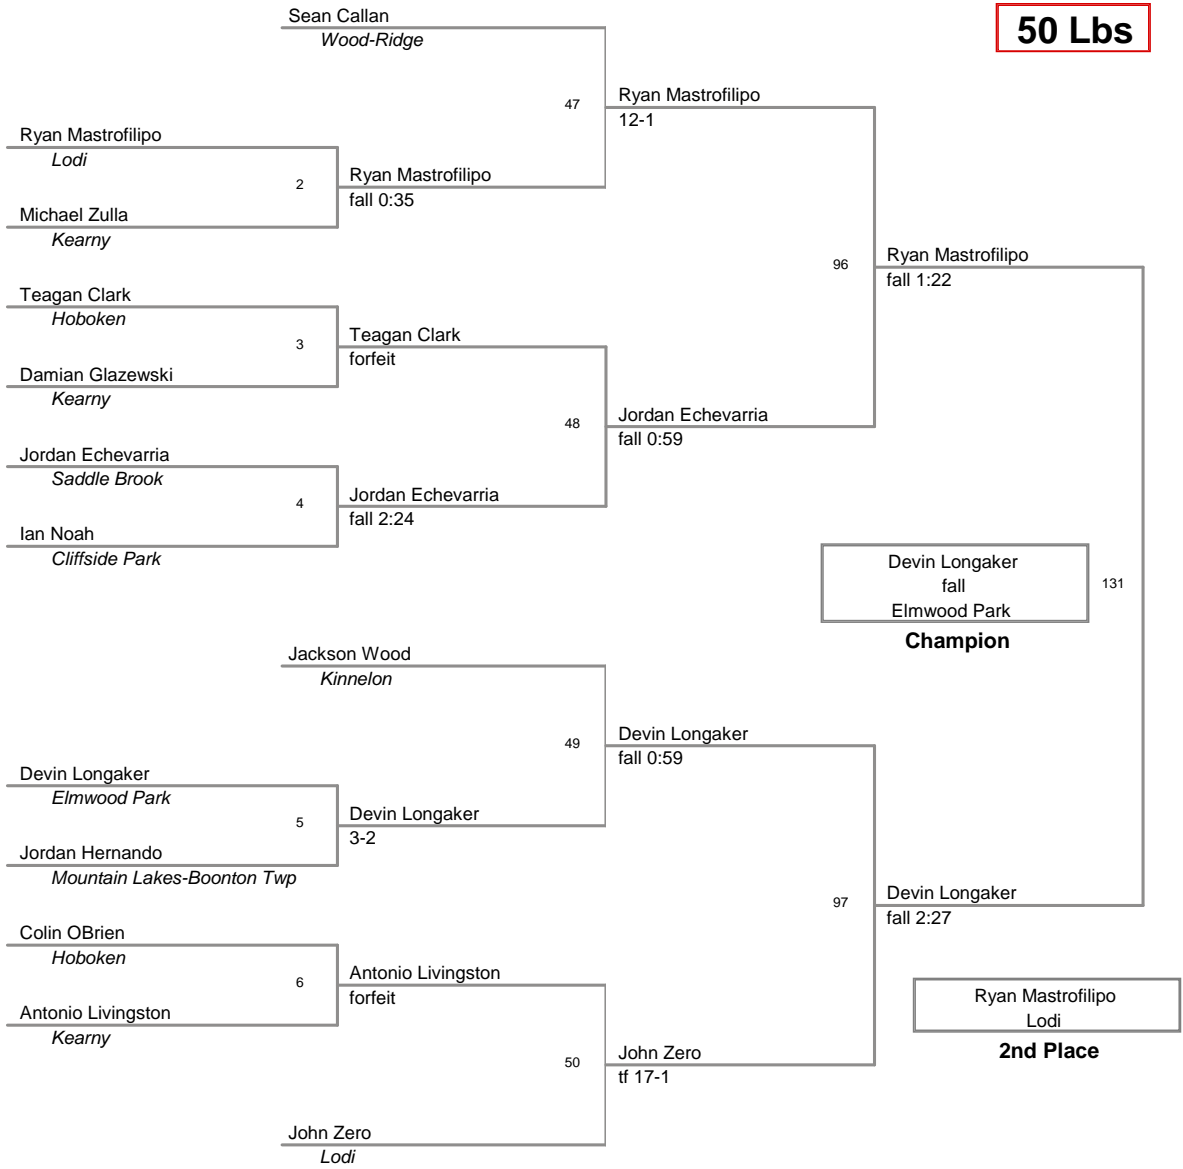 Sean Callan
Wood-Ridge
50 Lbs
47
Ryan Mastrofilipo
12-1
Ryan Mastrofilipo
Lodi
2
Ryan Mastrofilipo
fall 0:35
Michael Zulla
Kearny
96
Ryan Mastrofilipo
fall 1:22
Teagan Clark
Hoboken
3
Teagan Clark
forfeit
Damian Glazewski
Kearny
48
Jordan Echevarria
fall 0:59
Jordan Echevarria
Saddle Brook
4
Jordan Echevarria
fall 2:24
Ian Noah
Cliffside Park
Devin Longaker
fall
Elmwood Park
131
Champion
Jackson Wood
Kinnelon
49
Devin Longaker
fall 0:59
Devin Longaker
Elmwood Park
5
Devin Longaker
3-2
Jordan Hernando
Mountain Lakes-Boonton Twp
97
Devin Longaker
fall 2:27
Colin OBrien
Hoboken
6
Antonio Livingston
forfeit
Antonio Livingston
Kearny
Ryan Mastrofilipo
Lodi
2nd Place
50
John Zero
tf 17-1
John Zero
Lodi